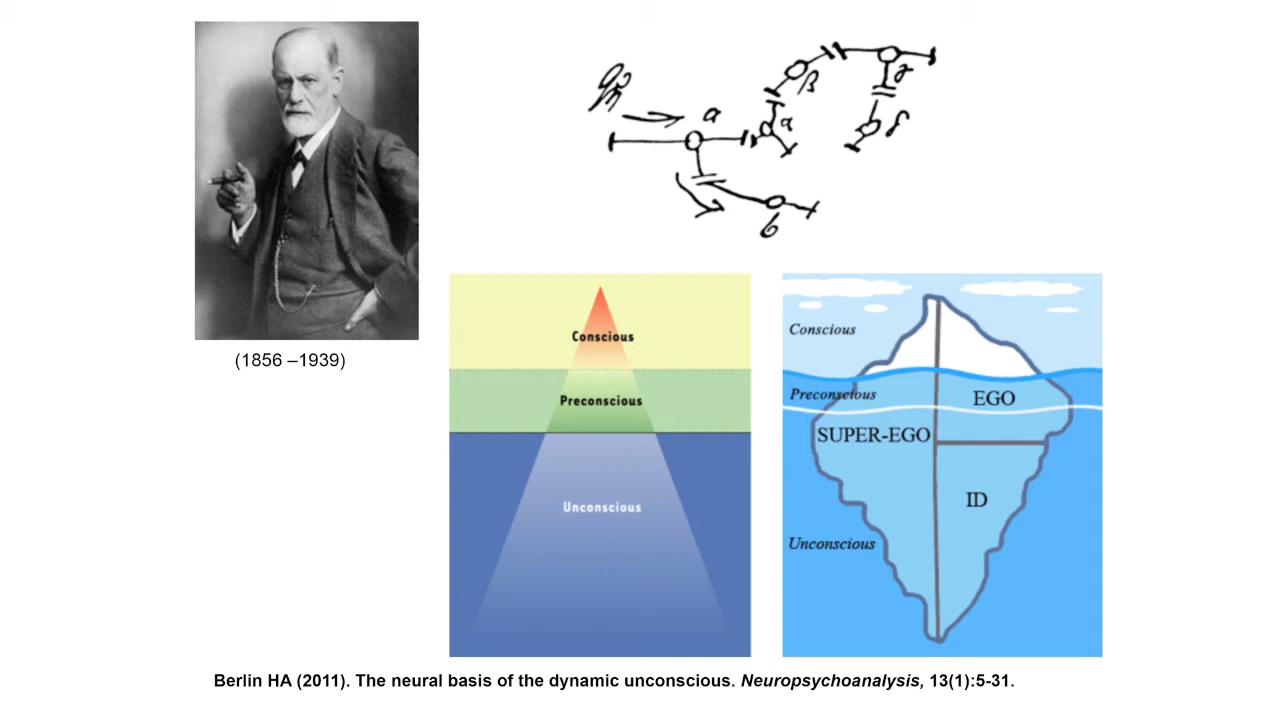 (1856 –1939)
a
α
β
γ
δ
b
Conscious
Preconscious
Unconscious
Conscious
Preconscious
EGO
SUPER-EGO
ID
Unconscious
Berlin HA (2011). The neural basis of the dynamic unconscious. Neuropsychoanalysis, 13(1):5-31.